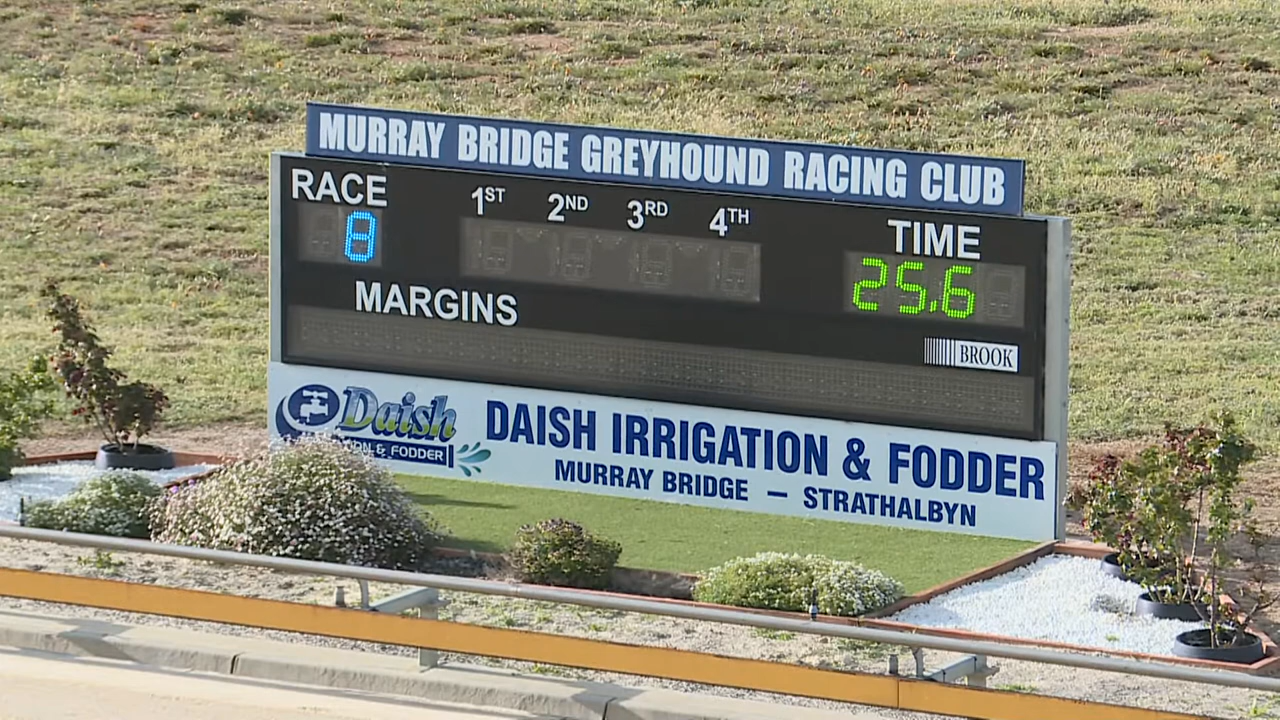 MURRAY BRIDGE GREYHOUND RACING CLUB
RACE 1ST 2ND 3RD 4TH TIME
8 25.6
MARGINS
BROOK
Daish
& FODDER
DAISH IRRIGATION & FODDER
MURRAY BRIDGE – STRATHALBYN